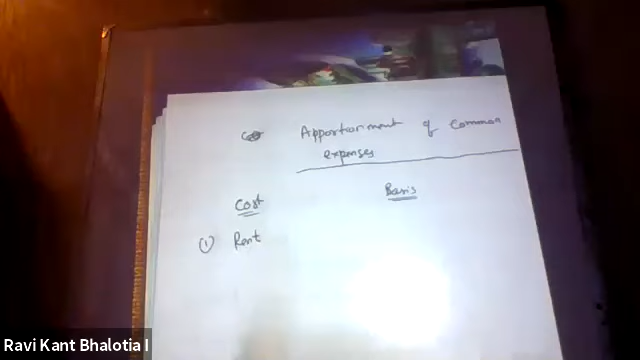 Apportionment of Common
expenses
Cost Basis
① Rent
Ravi Kant Bhalotia I